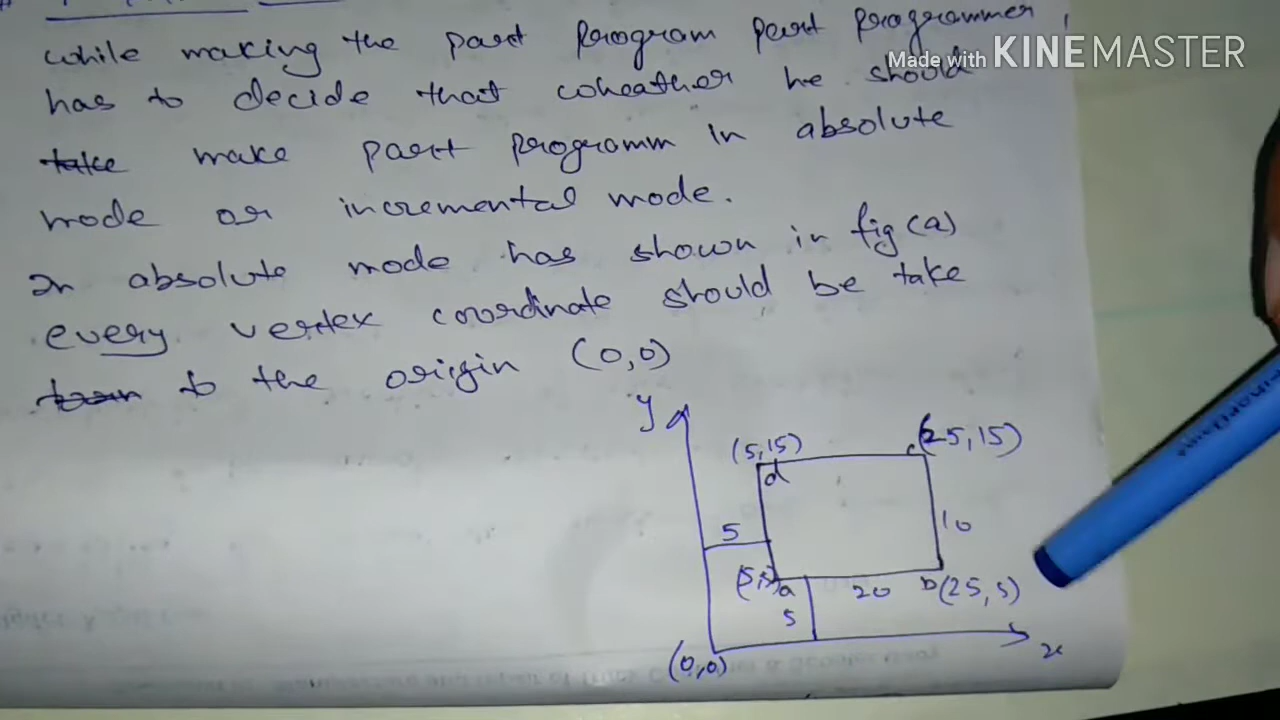 while making the part program part programmer,
Made with KINEMASTER
has to decide that wheather he should
take make part programm in absolute
mode or incremental mode.
In absolute mode has shown in fig (a)
every vertex coordinate should be take
to the origin (0,0)
y
(5,15) c (25,15)
d
5 10
(5,5) a 20 b (25,5)
5
(0,0) x